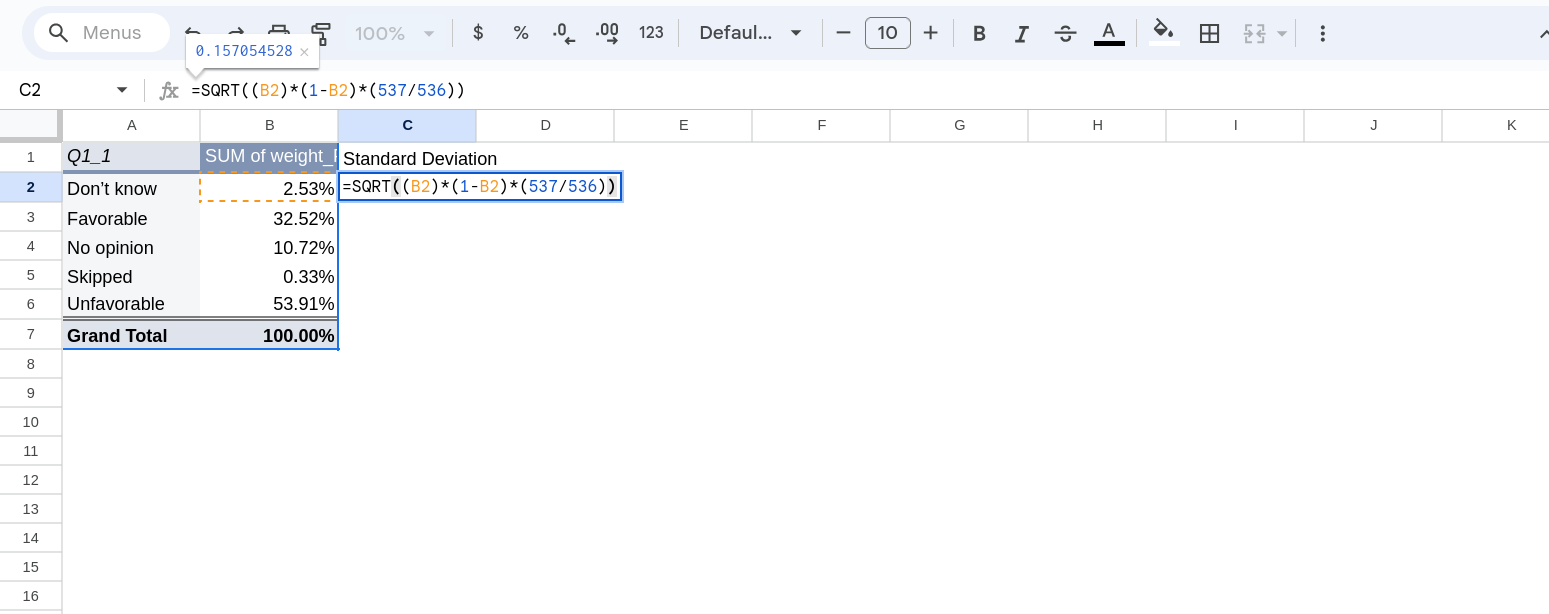 Menus 100% $ % .0 .00 123 Defaul... 10 B I A
0.157054528 ×
C2 fx =SQRT((B2)*(1-B2)*(537/536))
A B C D E F G H I J K
1 Q1_1 SUM of weight_ Standard Deviation
2 Don’t know 2.53% =SQRT((B2)*(1-B2)*(537/536))
3 Favorable 32.52%
4 No opinion 10.72%
5 Skipped 0.33%
6 Unfavorable 53.91%
7 Grand Total 100.00%
8
9
10
11
12
13
14
15
16